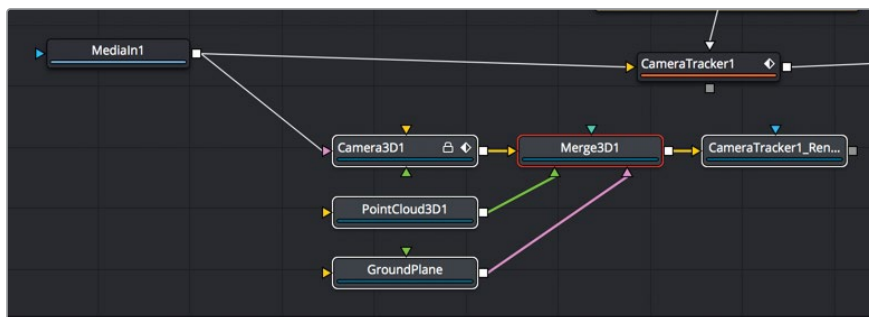 MediaIn1
CameraTracker1
Camera3D1
Merge3D1
CameraTracker1_Ren...
PointCloud3D1
GroundPlane